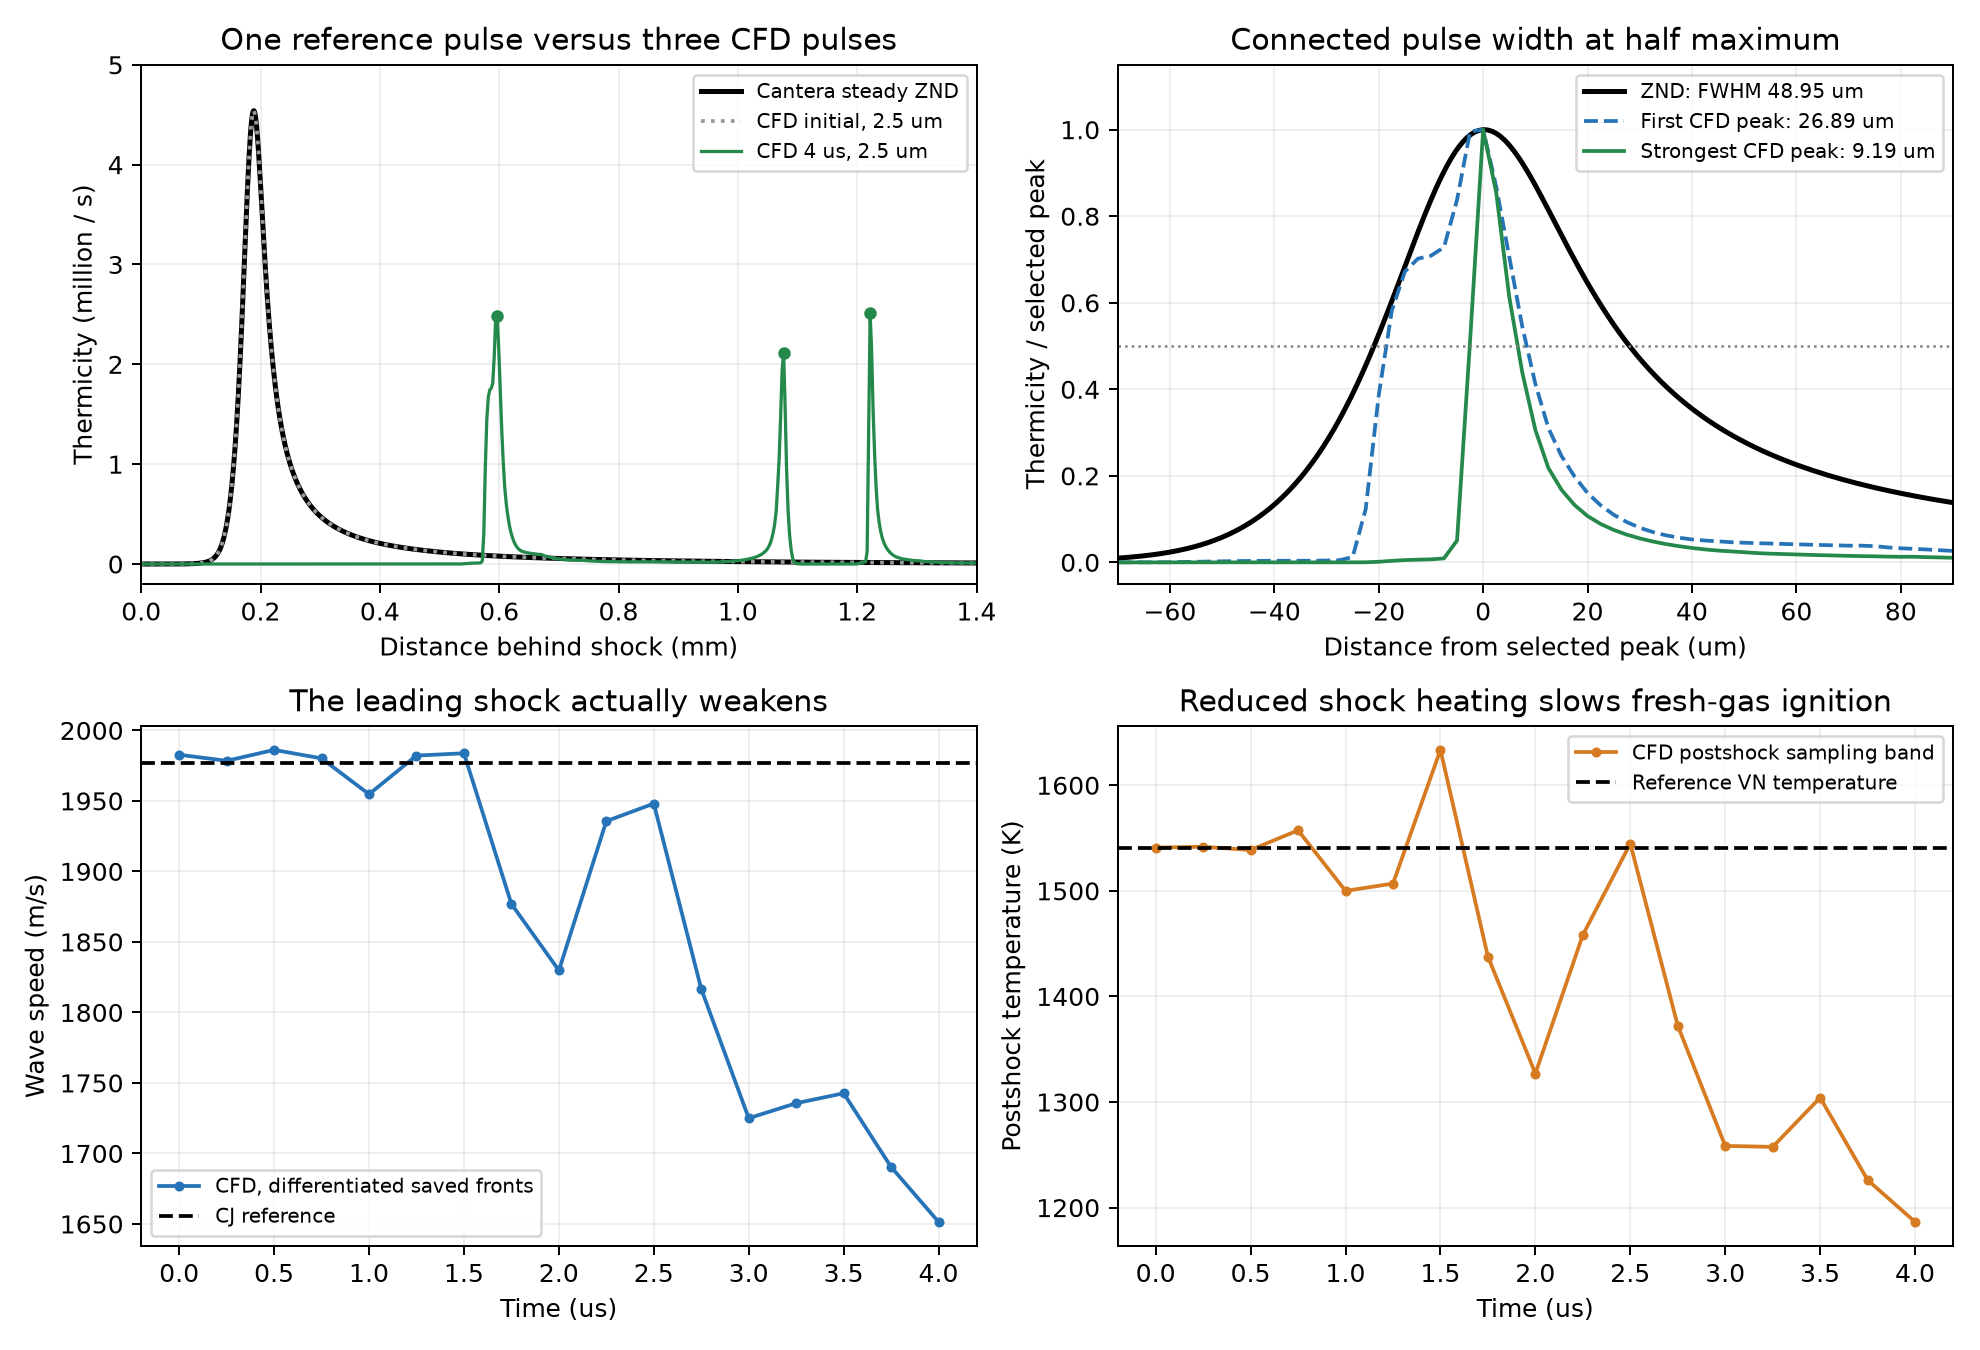 One reference pulse versus three CFD pulses
Thermicity (million / s)
5
4
3
2
1
0
Cantera steady ZND
CFD initial, 2.5 um
CFD 4 us, 2.5 um
0.0 0.2 0.4 0.6 0.8 1.0 1.2 1.4
Distance behind shock (mm)
Connected pulse width at half maximum
Thermicity / selected peak
1.0
0.8
0.6
0.4
0.2
0.0
ZND: FWHM 48.95 um
First CFD peak: 26.89 um
Strongest CFD peak: 9.19 um
−60 −40 −20 0 20 40 60 80
Distance from selected peak (um)
The leading shock actually weakens
Wave speed (m/s)
2000
1950
1900
1850
1800
1750
1700
1650
CFD, differentiated saved fronts
CJ reference
0.0 0.5 1.0 1.5 2.0 2.5 3.0 3.5 4.0
Time (us)
Reduced shock heating slows fresh-gas ignition
Postshock temperature (K)
1600
1500
1400
1300
1200
CFD postshock sampling band
Reference VN temperature
0.0 0.5 1.0 1.5 2.0 2.5 3.0 3.5 4.0
Time (us)